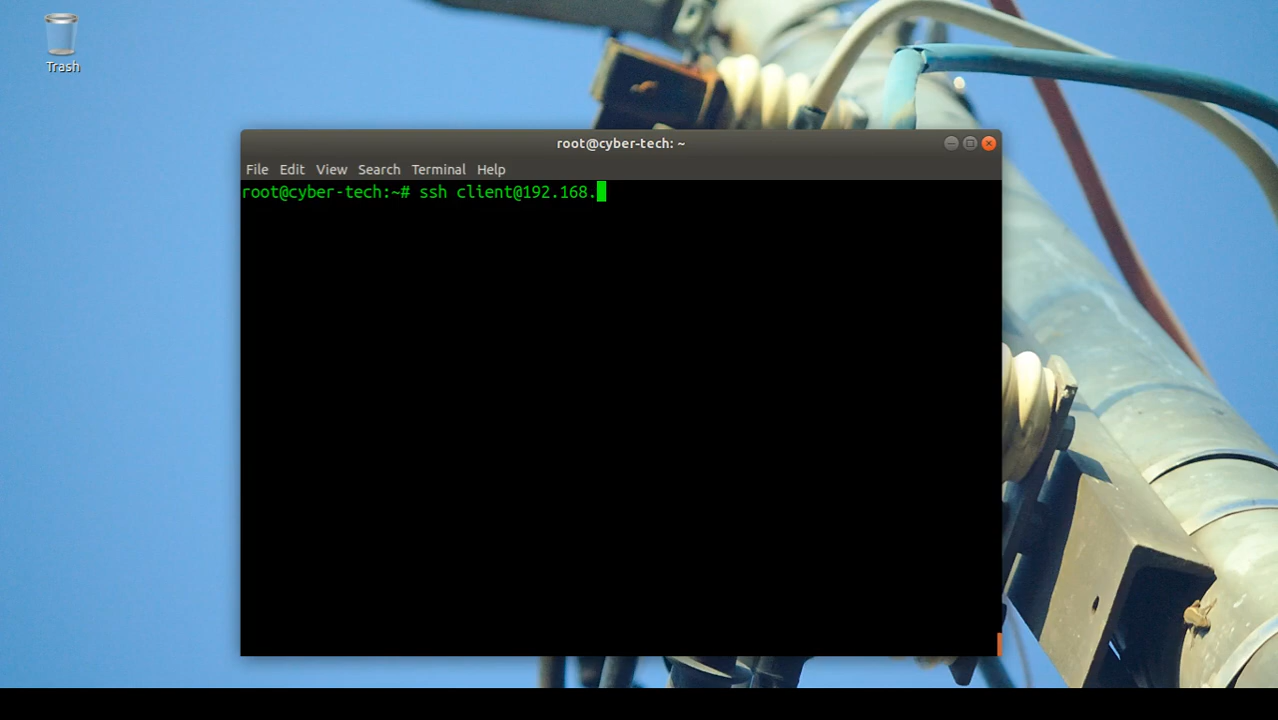 Trash
root@cyber-tech: ~
File Edit View Search Terminal Help
root@cyber-tech:~# ssh client@192.168.